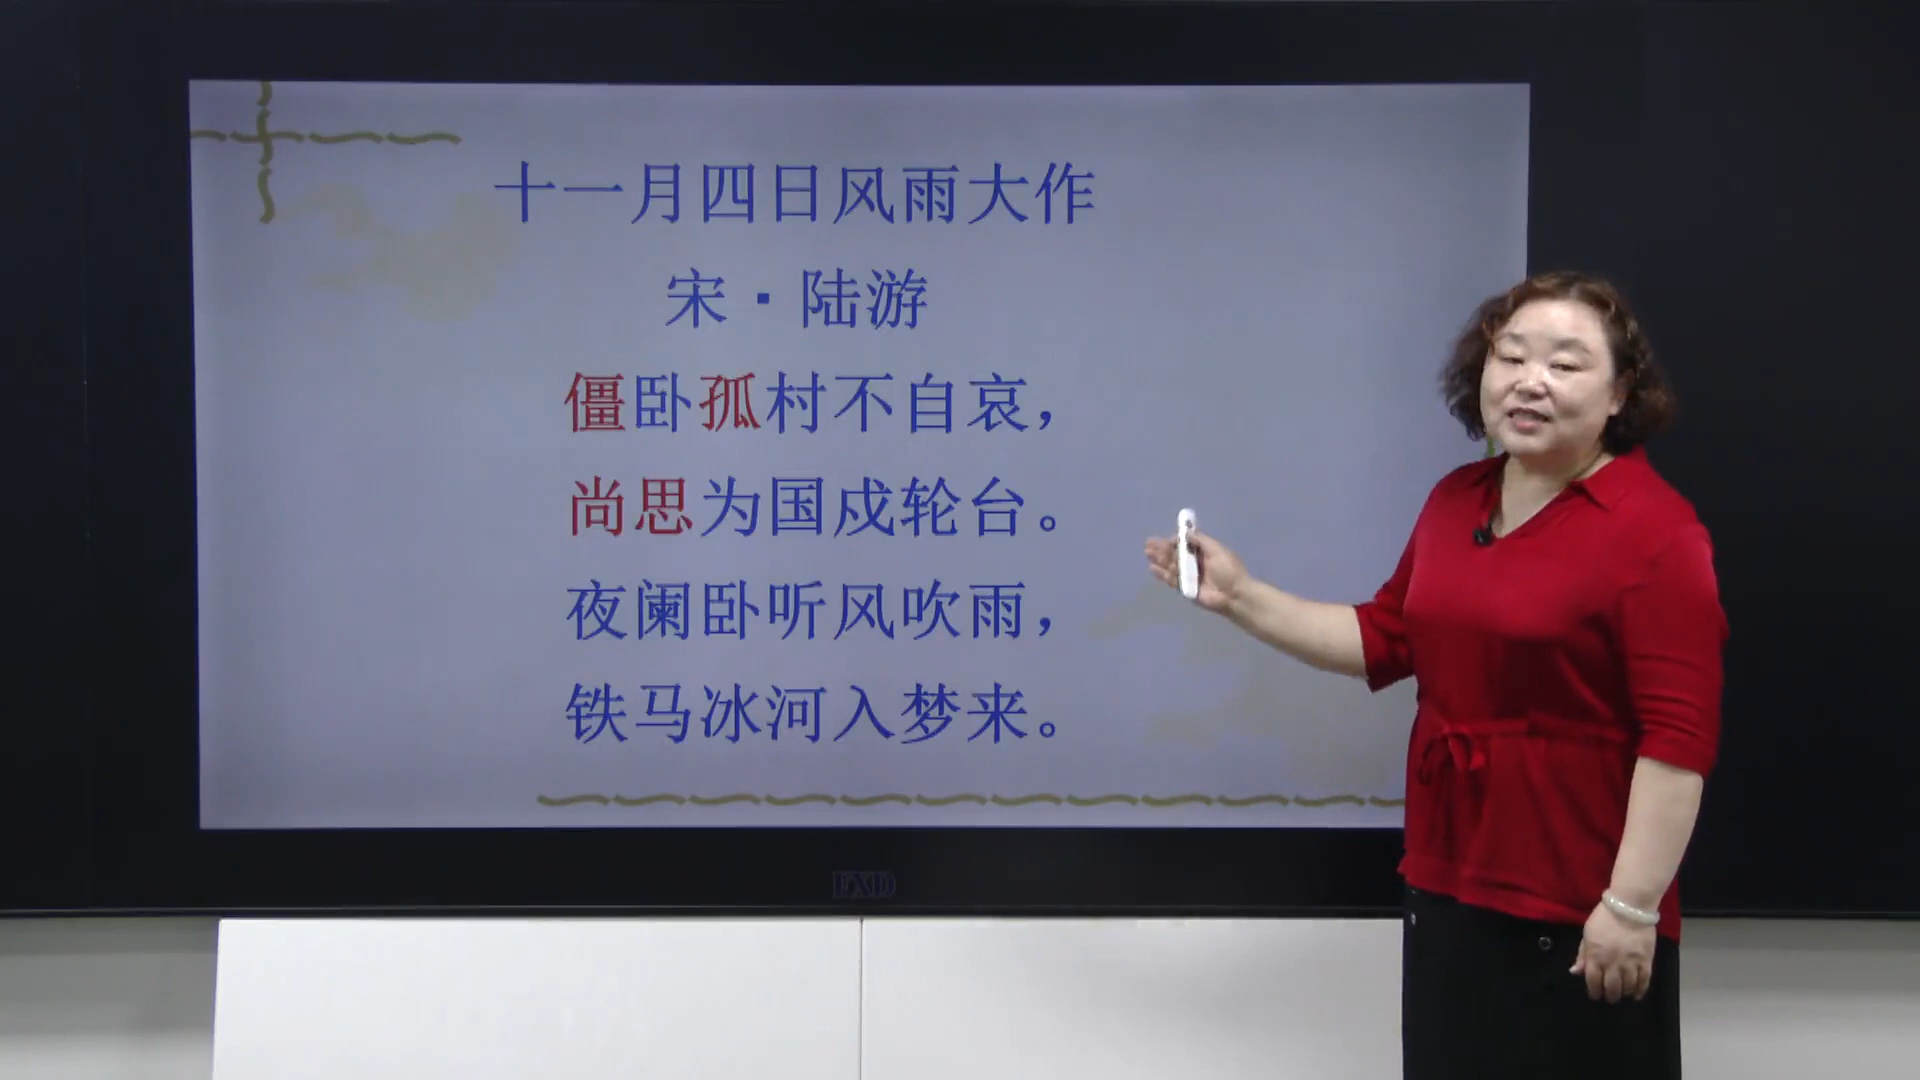 十一月四日风雨大作
宋·陆游
僵卧孤村不自哀，
尚思为国戍轮台。
夜阑卧听风吹雨，
铁马冰河入梦来。
FXD